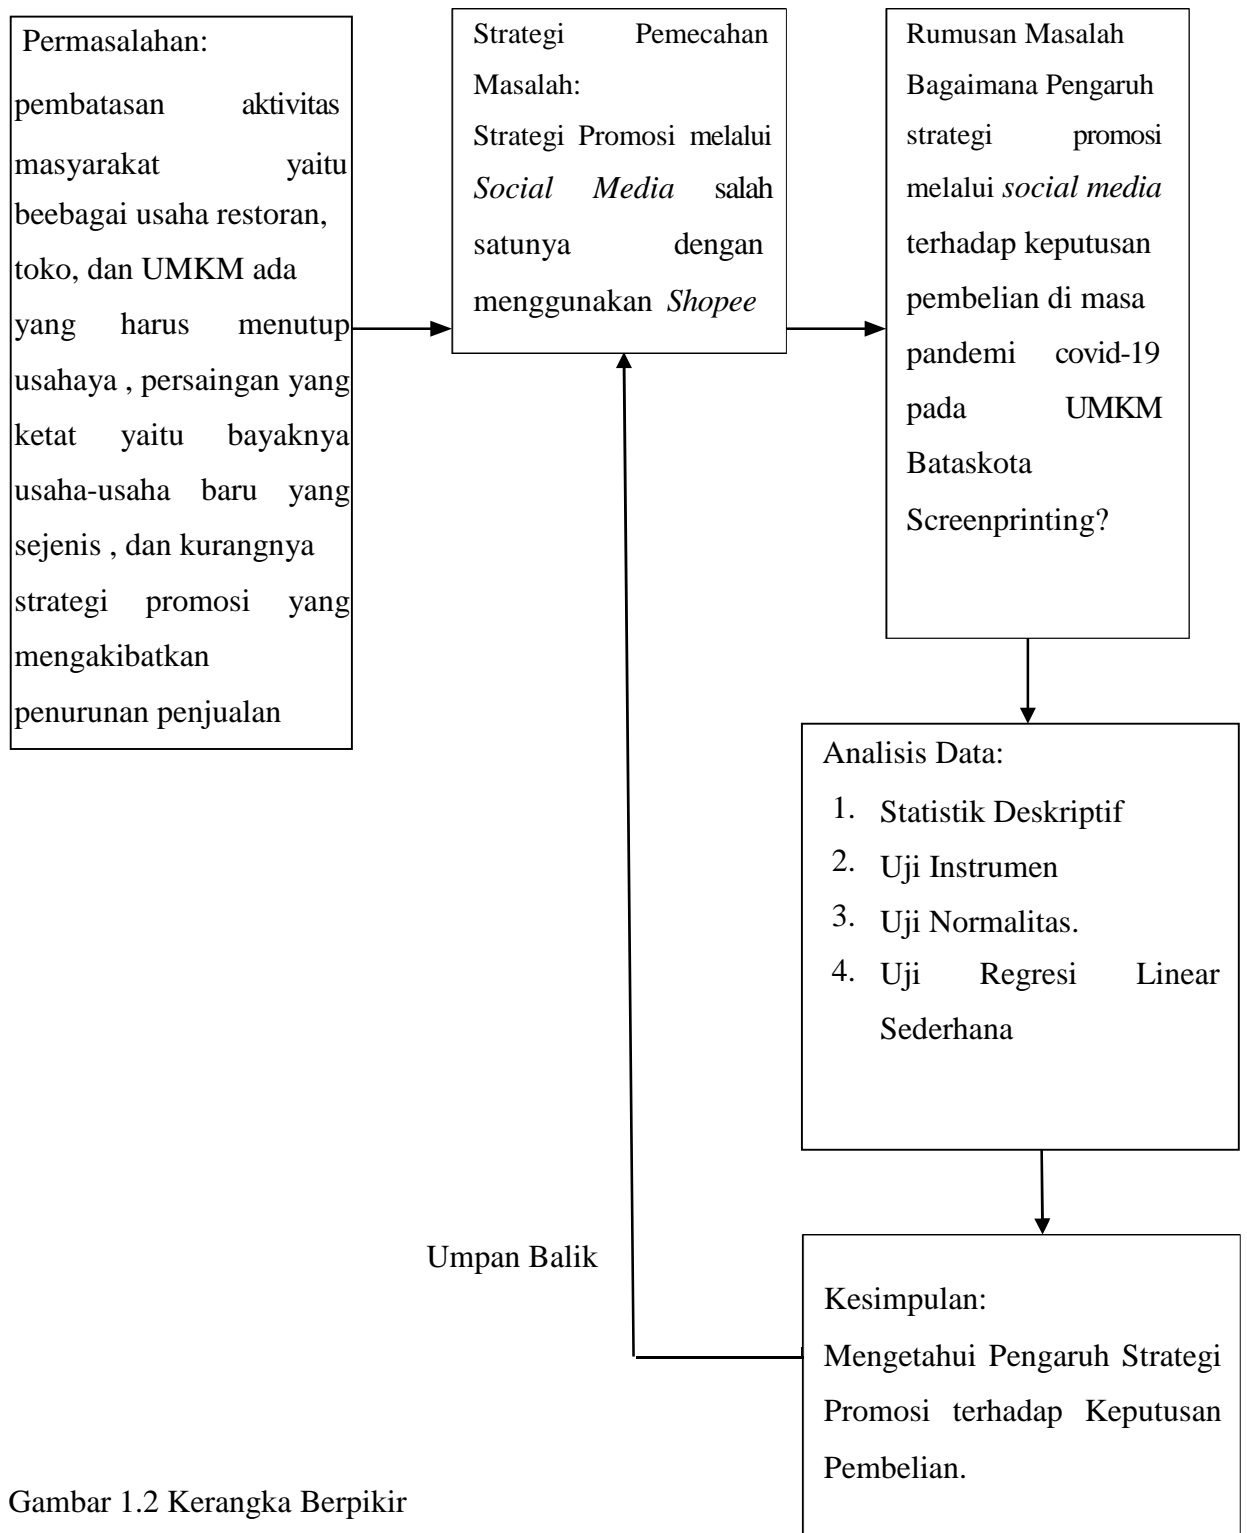 Permasalahan:
pembatasan aktivitas
masyarakat yaitu
beebagai usaha restoran,
toko, dan UMKM ada
yang harus menutup
usahaya , persaingan yang
ketat yaitu bayaknya
usaha-usaha baru yang
sejenis , dan kurangnya
strategi promosi yang
mengakibatkan
penurunan penjualan
Strategi Pemecahan
Masalah:
Strategi Promosi melalui
Social Media salah
satunya dengan
menggunakan Shopee
Rumusan Masalah
Bagaimana Pengaruh
strategi promosi
melalui social media
terhadap keputusan
pembelian di masa
pandemi covid-19
pada UMKM
Bataskota
Screenprinting?
Analisis Data:
1. Statistik Deskriptif
2. Uji Instrumen
3. Uji Normalitas.
4. Uji Regresi Linear
Sederhana
Umpan Balik
Kesimpulan:
Mengetahui Pengaruh Strategi
Promosi terhadap Keputusan
Pembelian.
Gambar 1.2 Kerangka Berpikir